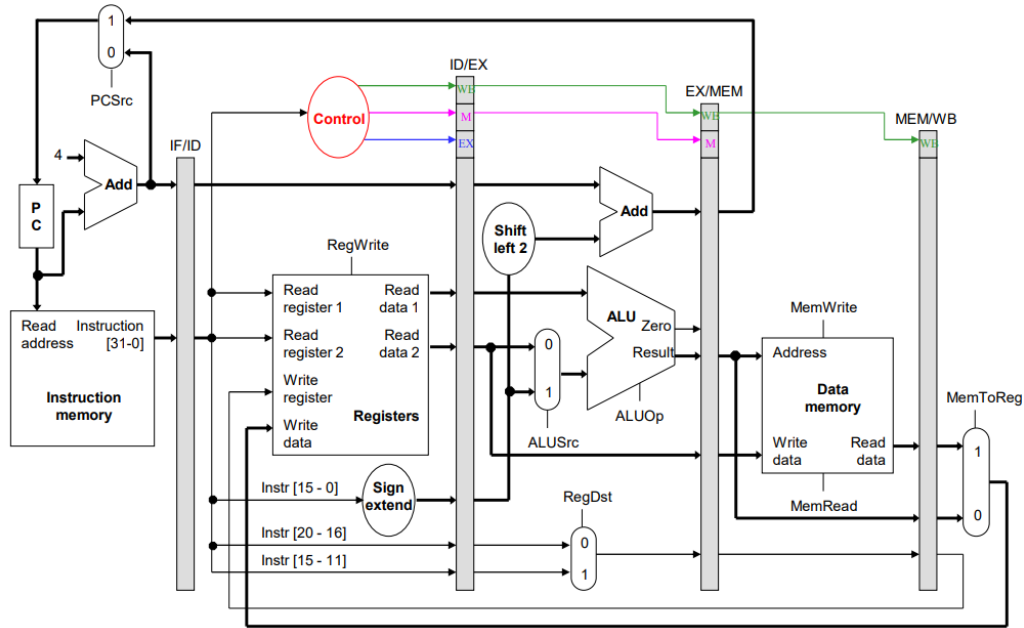 1
0
PCSrc
ID/EX
WB
M
EX
Control
EX/MEM
WB
M
MEM/WB
WB
IF/ID
4
Add
P
C
Shift
left 2
Add
RegWrite
Read
register 1
Read
data 1
Read
register 2
Read
data 2
Write
register
Write
data
Registers
Read
address
Instruction
[31-0]
Instruction
memory
ALU
Zero
Result
ALUOp
0
1
ALUSrc
MemWrite
Address
Data
memory
Write
data
Read
data
MemRead
MemToReg
1
0
Instr [15 - 0]
Sign
extend
RegDst
Instr [20 - 16]
0
Instr [15 - 11]
1